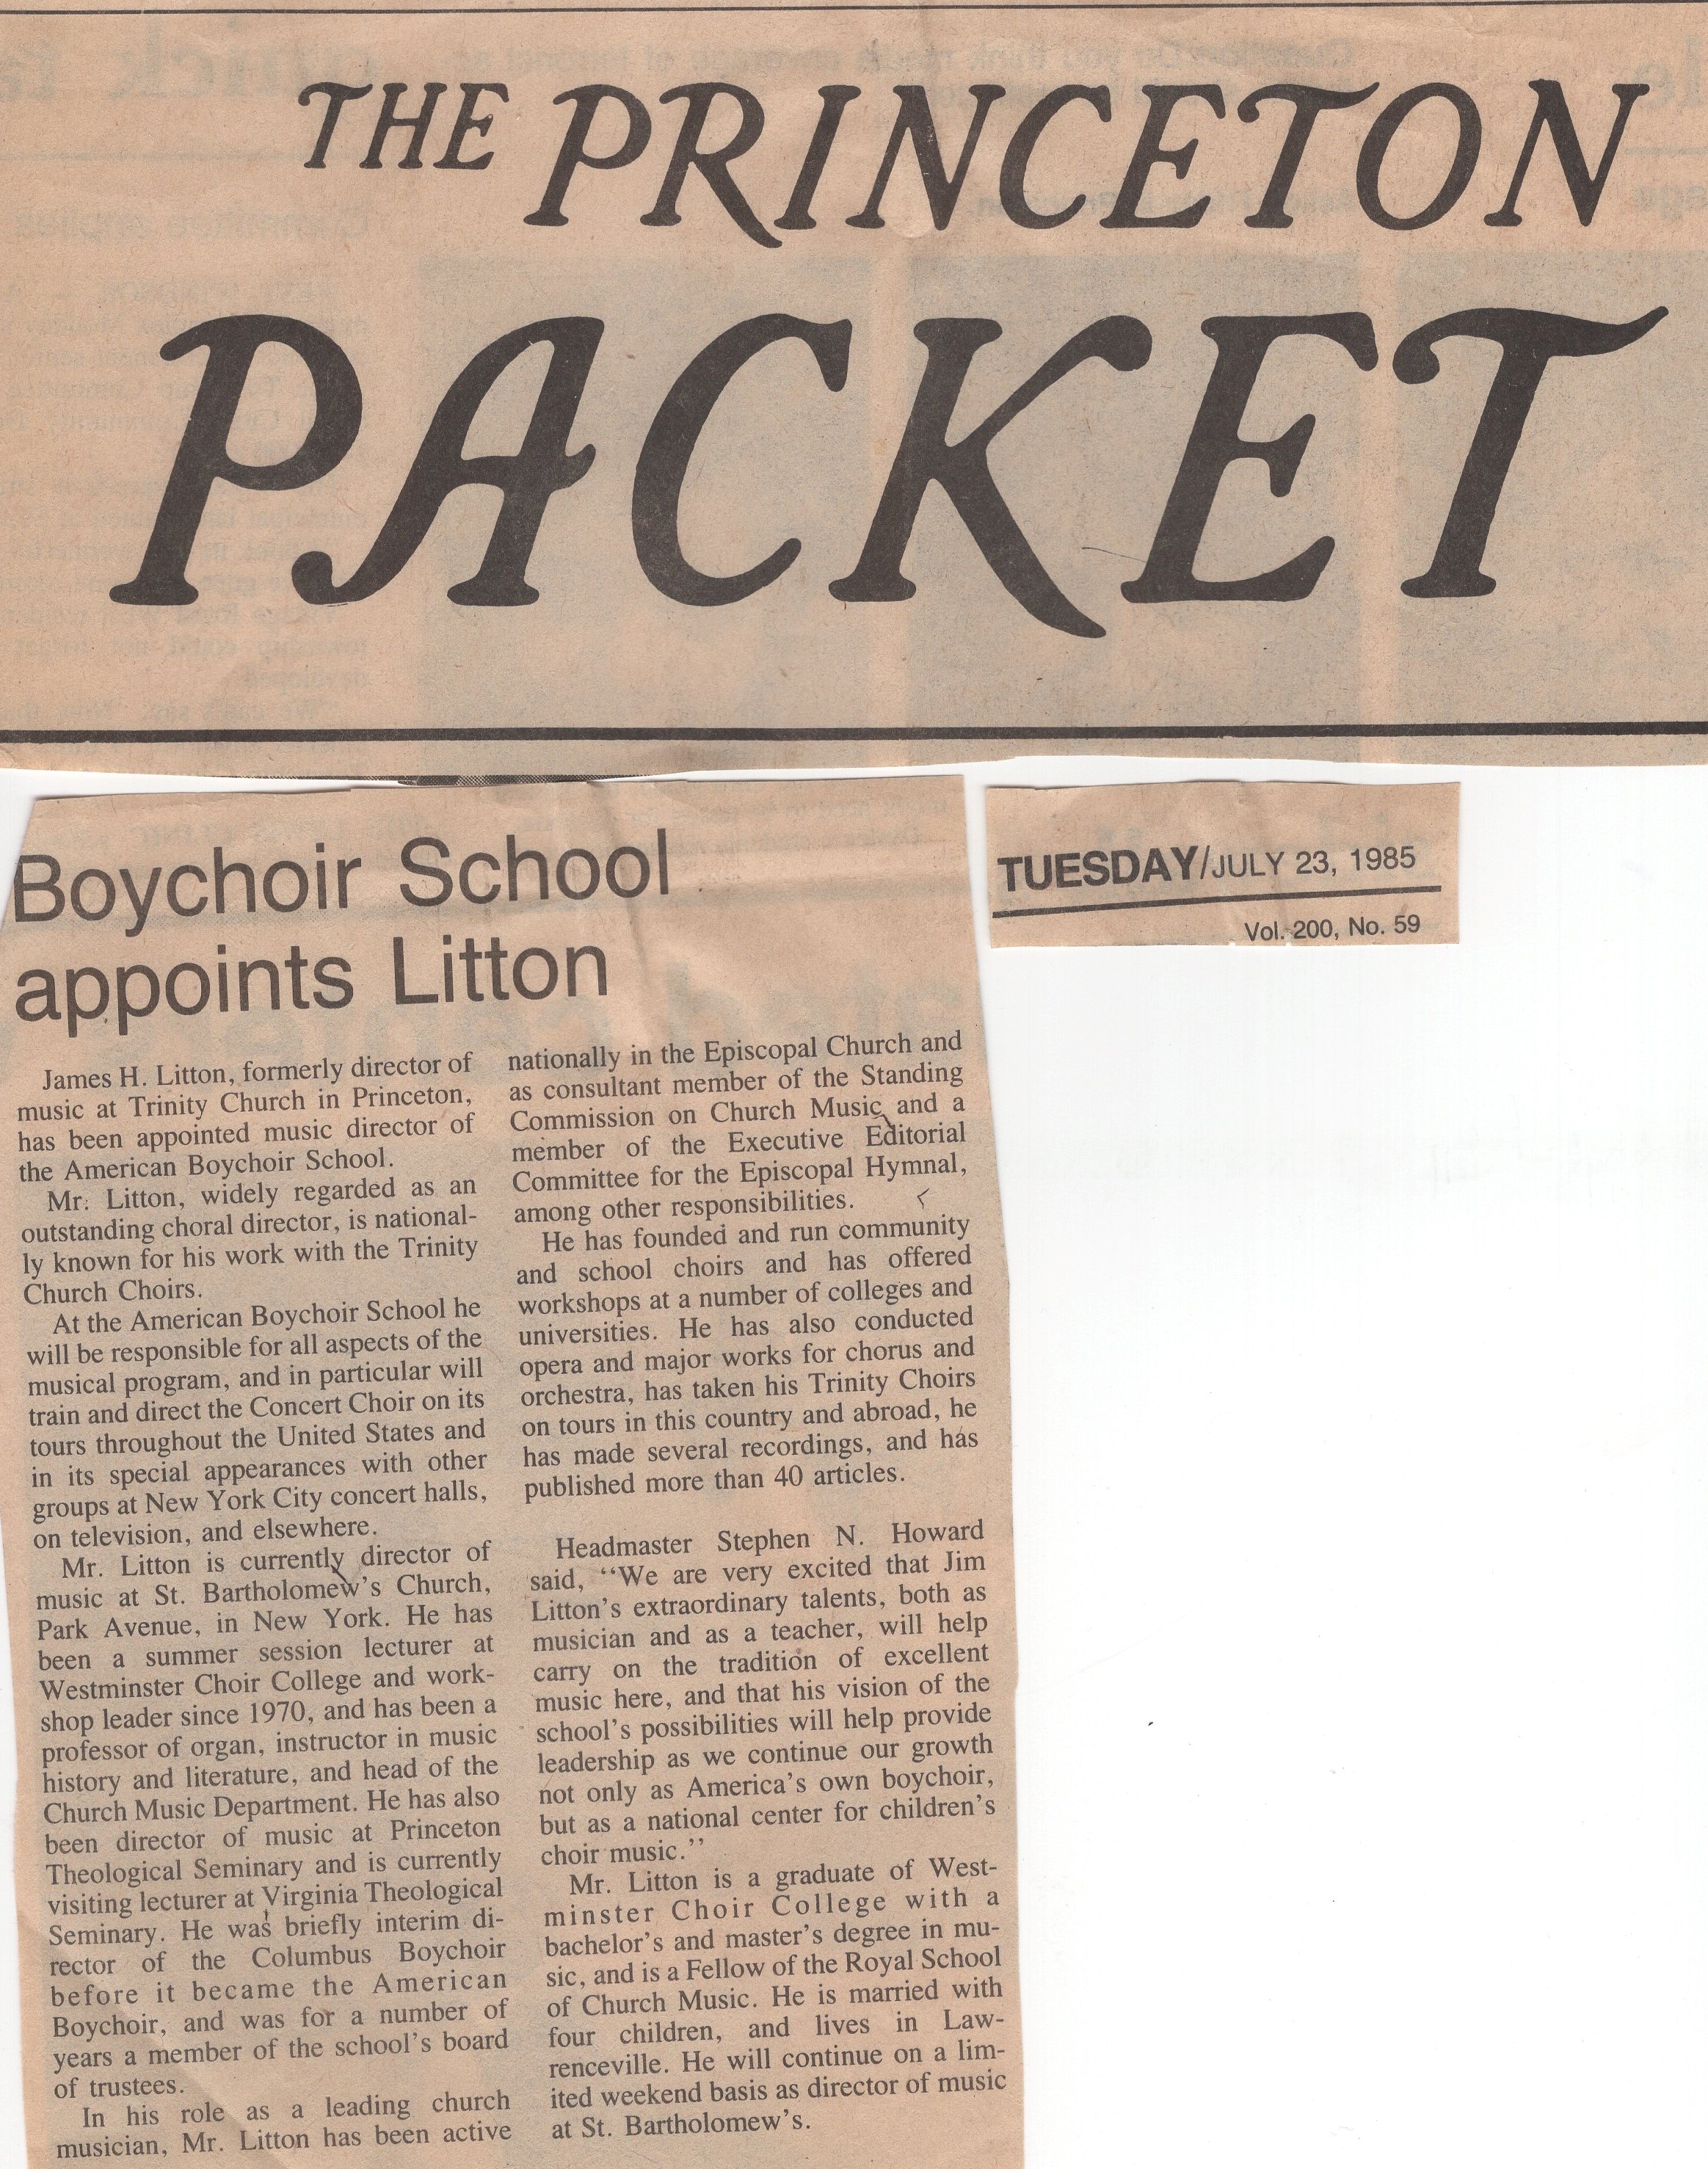 THE PRINCETON
PACKET
TUESDAY/JULY 23, 1985
Vol. 200, No. 59
Boychoir School
appoints Litton
James H. Litton, formerly director of
music at Trinity Church in Princeton,
has been appointed music director of
the American Boychoir School.
Mr. Litton, widely regarded as an
outstanding choral director, is national-
ly known for his work with the Trinity
Church Choirs.
At the American Boychoir School he
will be responsible for all aspects of the
musical program, and in particular will
train and direct the Concert Choir on its
tours throughout the United States and
in its special appearances with other
groups at New York City concert halls,
on television, and elsewhere.
Mr. Litton is currently director of
music at St. Bartholomew's Church,
Park Avenue, in New York. He has
been a summer session lecturer at
Westminster Choir College and work-
shop leader since 1970, and has been a
professor of organ, instructor in music
history and literature, and head of the
Church Music Department. He has also
been director of music at Princeton
Theological Seminary and is currently
visiting lecturer at Virginia Theological
Seminary. He was briefly interim di-
rector of the Columbus Boychoir
before it became the American
Boychoir, and was for a number of
years a member of the school's board
of trustees.
In his role as a leading church
musician, Mr. Litton has been active
nationally in the Episcopal Church and
as consultant member of the Standing
Commission on Church Music and a
member of the Executive Editorial
Committee for the Episcopal Hymnal,
among other responsibilities.
He has founded and run community
and school choirs and has offered
workshops at a number of colleges and
universities. He has also conducted
opera and major works for chorus and
orchestra, has taken his Trinity Choirs
on tours in this country and abroad, he
has made several recordings, and has
published more than 40 articles.
Headmaster Stephen N. Howard
said, ‘‘We are very excited that Jim
Litton's extraordinary talents, both as
musician and as a teacher, will help
carry on the tradition of excellent
music here, and that his vision of the
school's possibilities will help provide
leadership as we continue our growth
not only as America's own boychoir,
but as a national center for children's
choir music.’’
Mr. Litton is a graduate of West-
minster Choir College with a
bachelor's and master's degree in mu-
sic, and is a Fellow of the Royal School
of Church Music. He is married with
four children, and lives in Law-
renceville. He will continue on a lim-
ited weekend basis as director of music
at St. Bartholomew's.